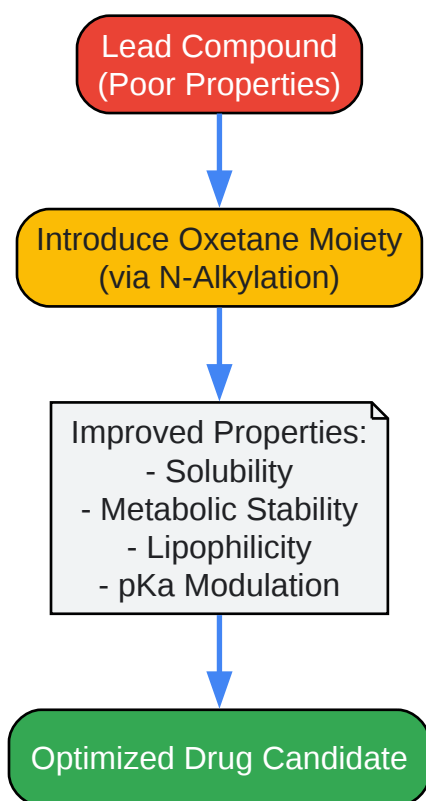 Lead Compound
(Poor Properties)
Introduce Oxetane Moiety
(via N-Alkylation)
Improved Properties:
- Solubility
- Metabolic Stability
- Lipophilicity
- pKa Modulation
Optimized Drug Candidate